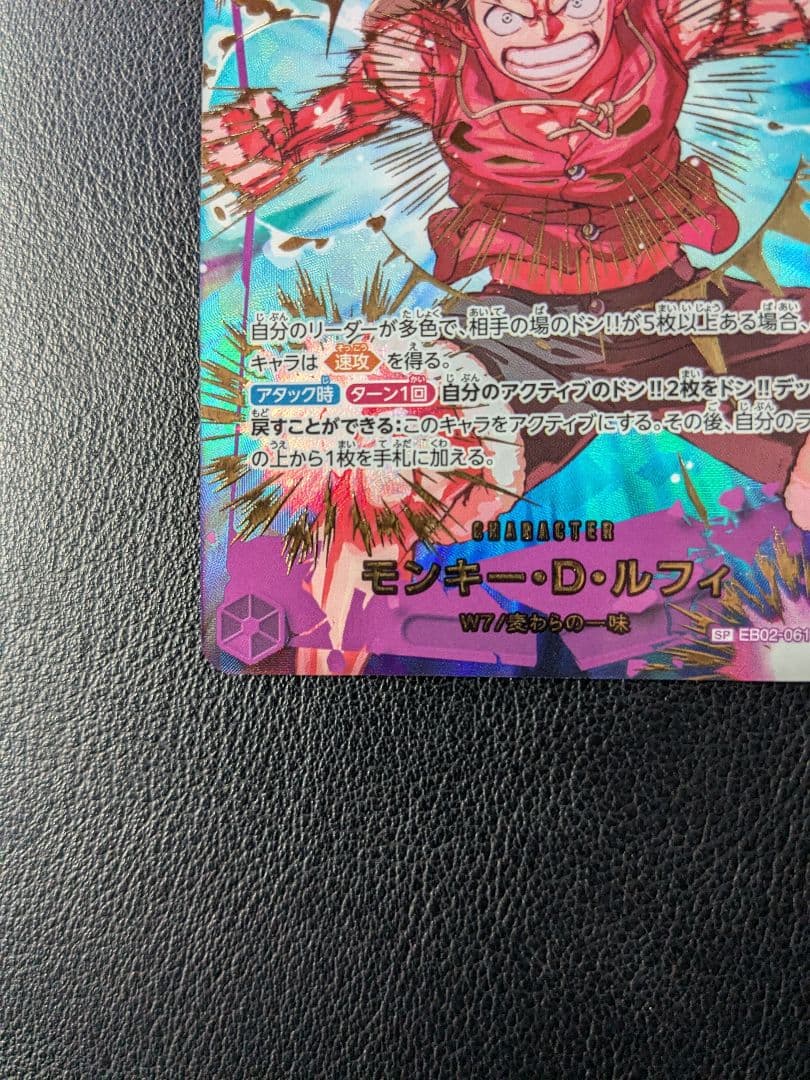 自分のリーダーが多色で、相手の場のドン!!が5枚以上ある場合、
キャラは 速攻 を得る。
アタック時 ターン1回 自分のアクティブのドン!!2枚をドン!!デッ
戻すことができる:このキャラをアクティブにする。その後、自分のラ
の上から1枚を手札に加える。
CHARACTER
モンキー・D・ルフィ
W7/麦わらの一味
SP EB02-061